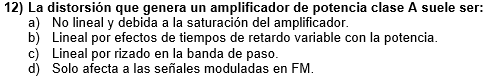 12) La distorsión que genera un amplificador de potencia clase A suele ser:
a) No lineal y debida a la saturación del amplificador.
b) Lineal por efectos de tiempos de retardo variable con la potencia.
c) Lineal por rizado en la banda de paso.
d) Solo afecta a las señales moduladas en FM.